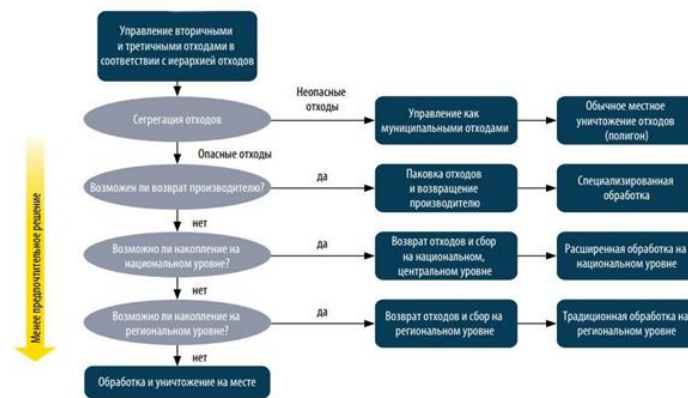 Управление вторичными
и третичными отходами в
соответствии с иерархией отходов
Неопасные
отходы
Сегрегация отходов
Управление как
муниципальными отходами
Обычное местное
уничтожение отходов
(полигон)
Опасные отходы
Возможен ли возврат производителю?
да
Паковка отходов
и возвращение
производителю
Специализированная
обработка
нет
Возможно ли накопление на
национальном уровне?
да
Возврат отходов и сбор
на национальном,
центральном уровне
Расширенная обработка на
национальном уровне
нет
Возможно ли накопление на
региональном уровне?
да
Возврат отходов и сбор на
региональном уровне
Традиционная обработка на
региональном уровне
нет
Обработка и уничтожение на месте
Менее предпочтительное решение